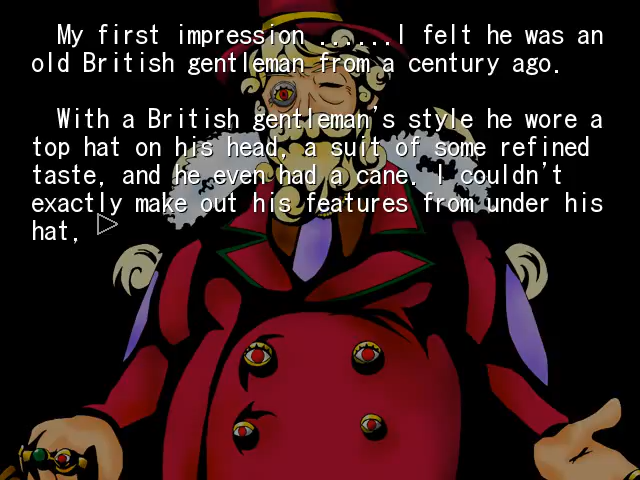 My first impression ......I felt he was an
old British gentleman from a century ago.
With a British gentleman's style he wore a
top hat on his head, a suit of some refined
taste, and he even had a cane. I couldn't
exactly make out his features from under his
hat,